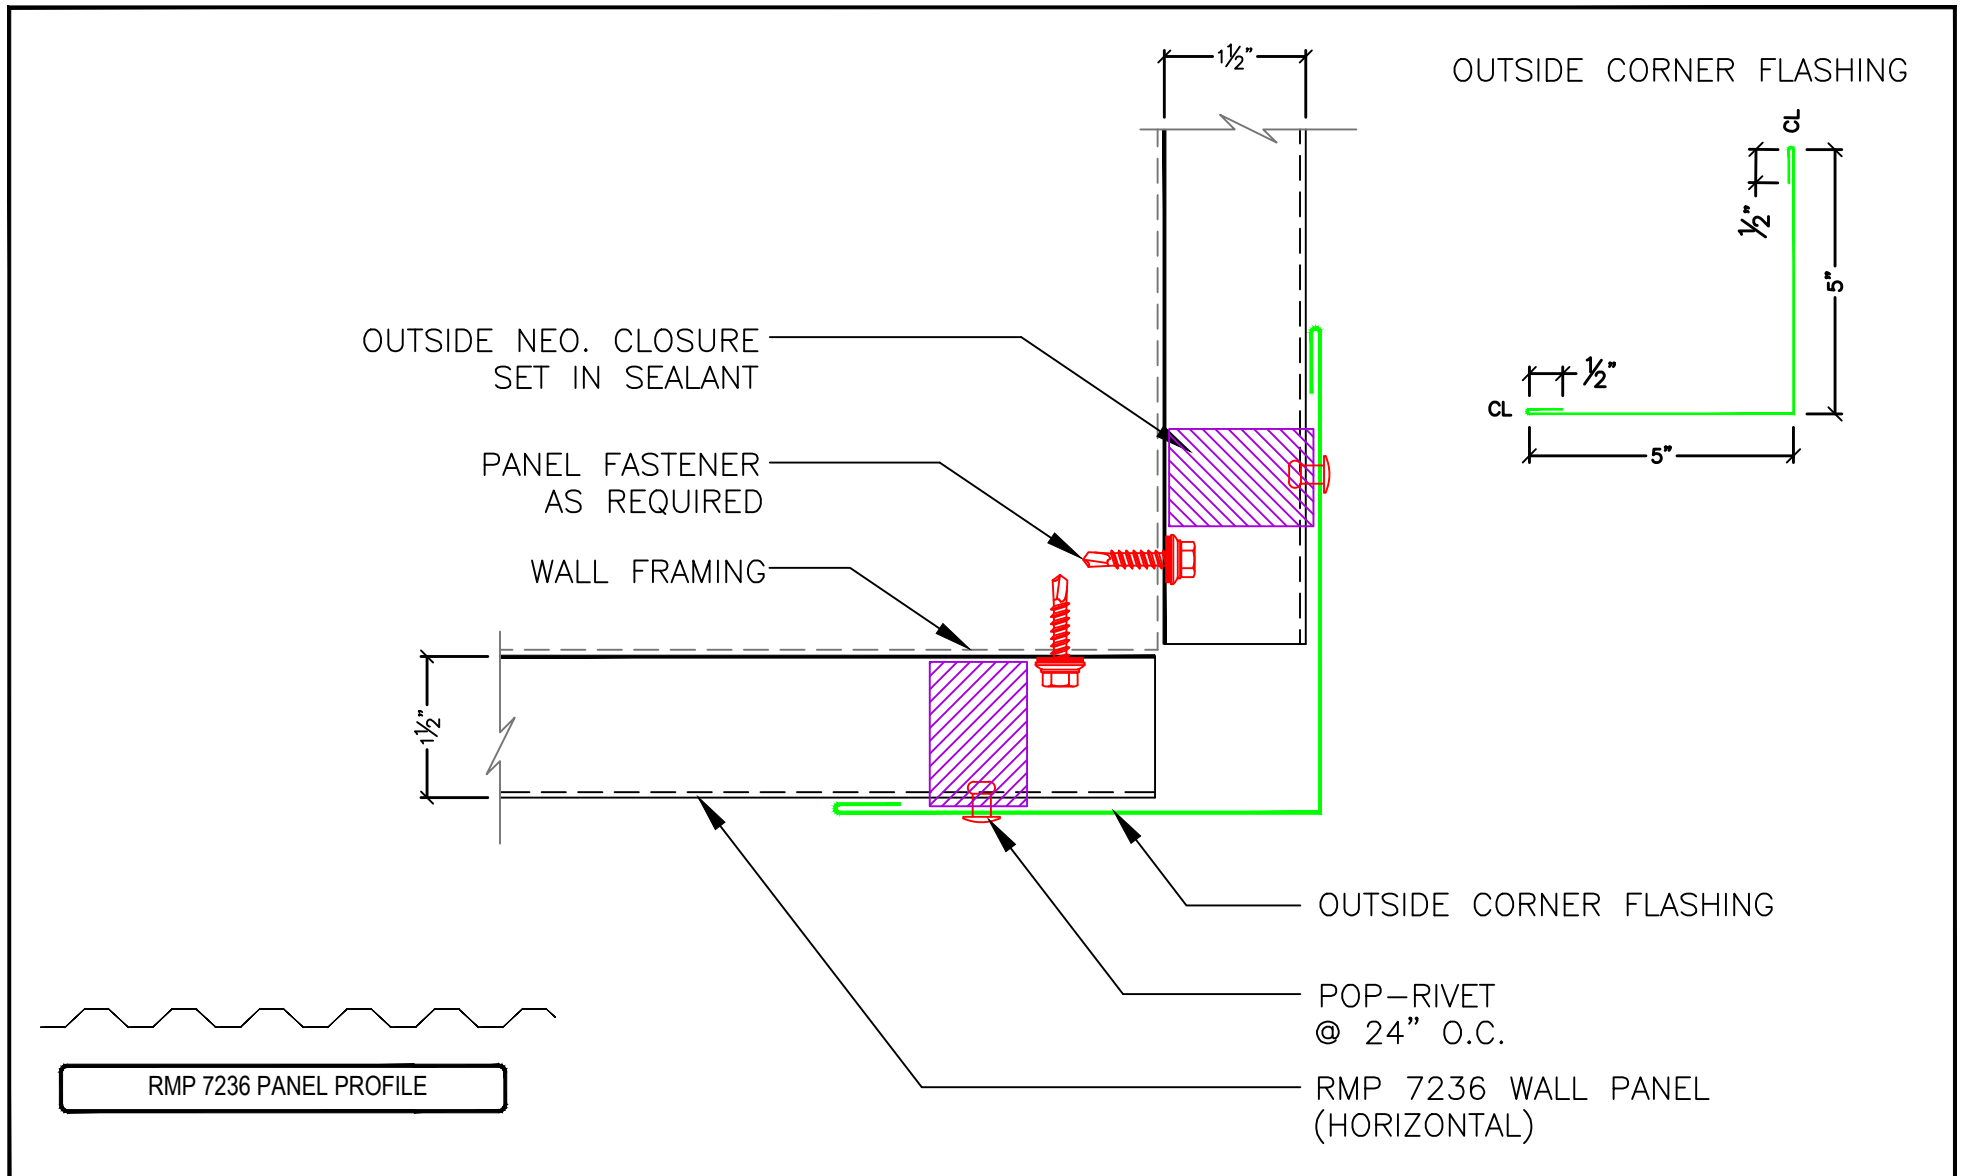 1½"
OUTSIDE CORNER FLASHING
CL
½"
5"
OUTSIDE NEO. CLOSURE
SET IN SEALANT
½"
CL
5"
PANEL FASTENER
AS REQUIRED
WALL FRAMING
1½"
OUTSIDE CORNER FLASHING
POP-RIVET
@ 24" O.C.
RMP 7236 WALL PANEL
(HORIZONTAL)
RMP 7236 PANEL PROFILE